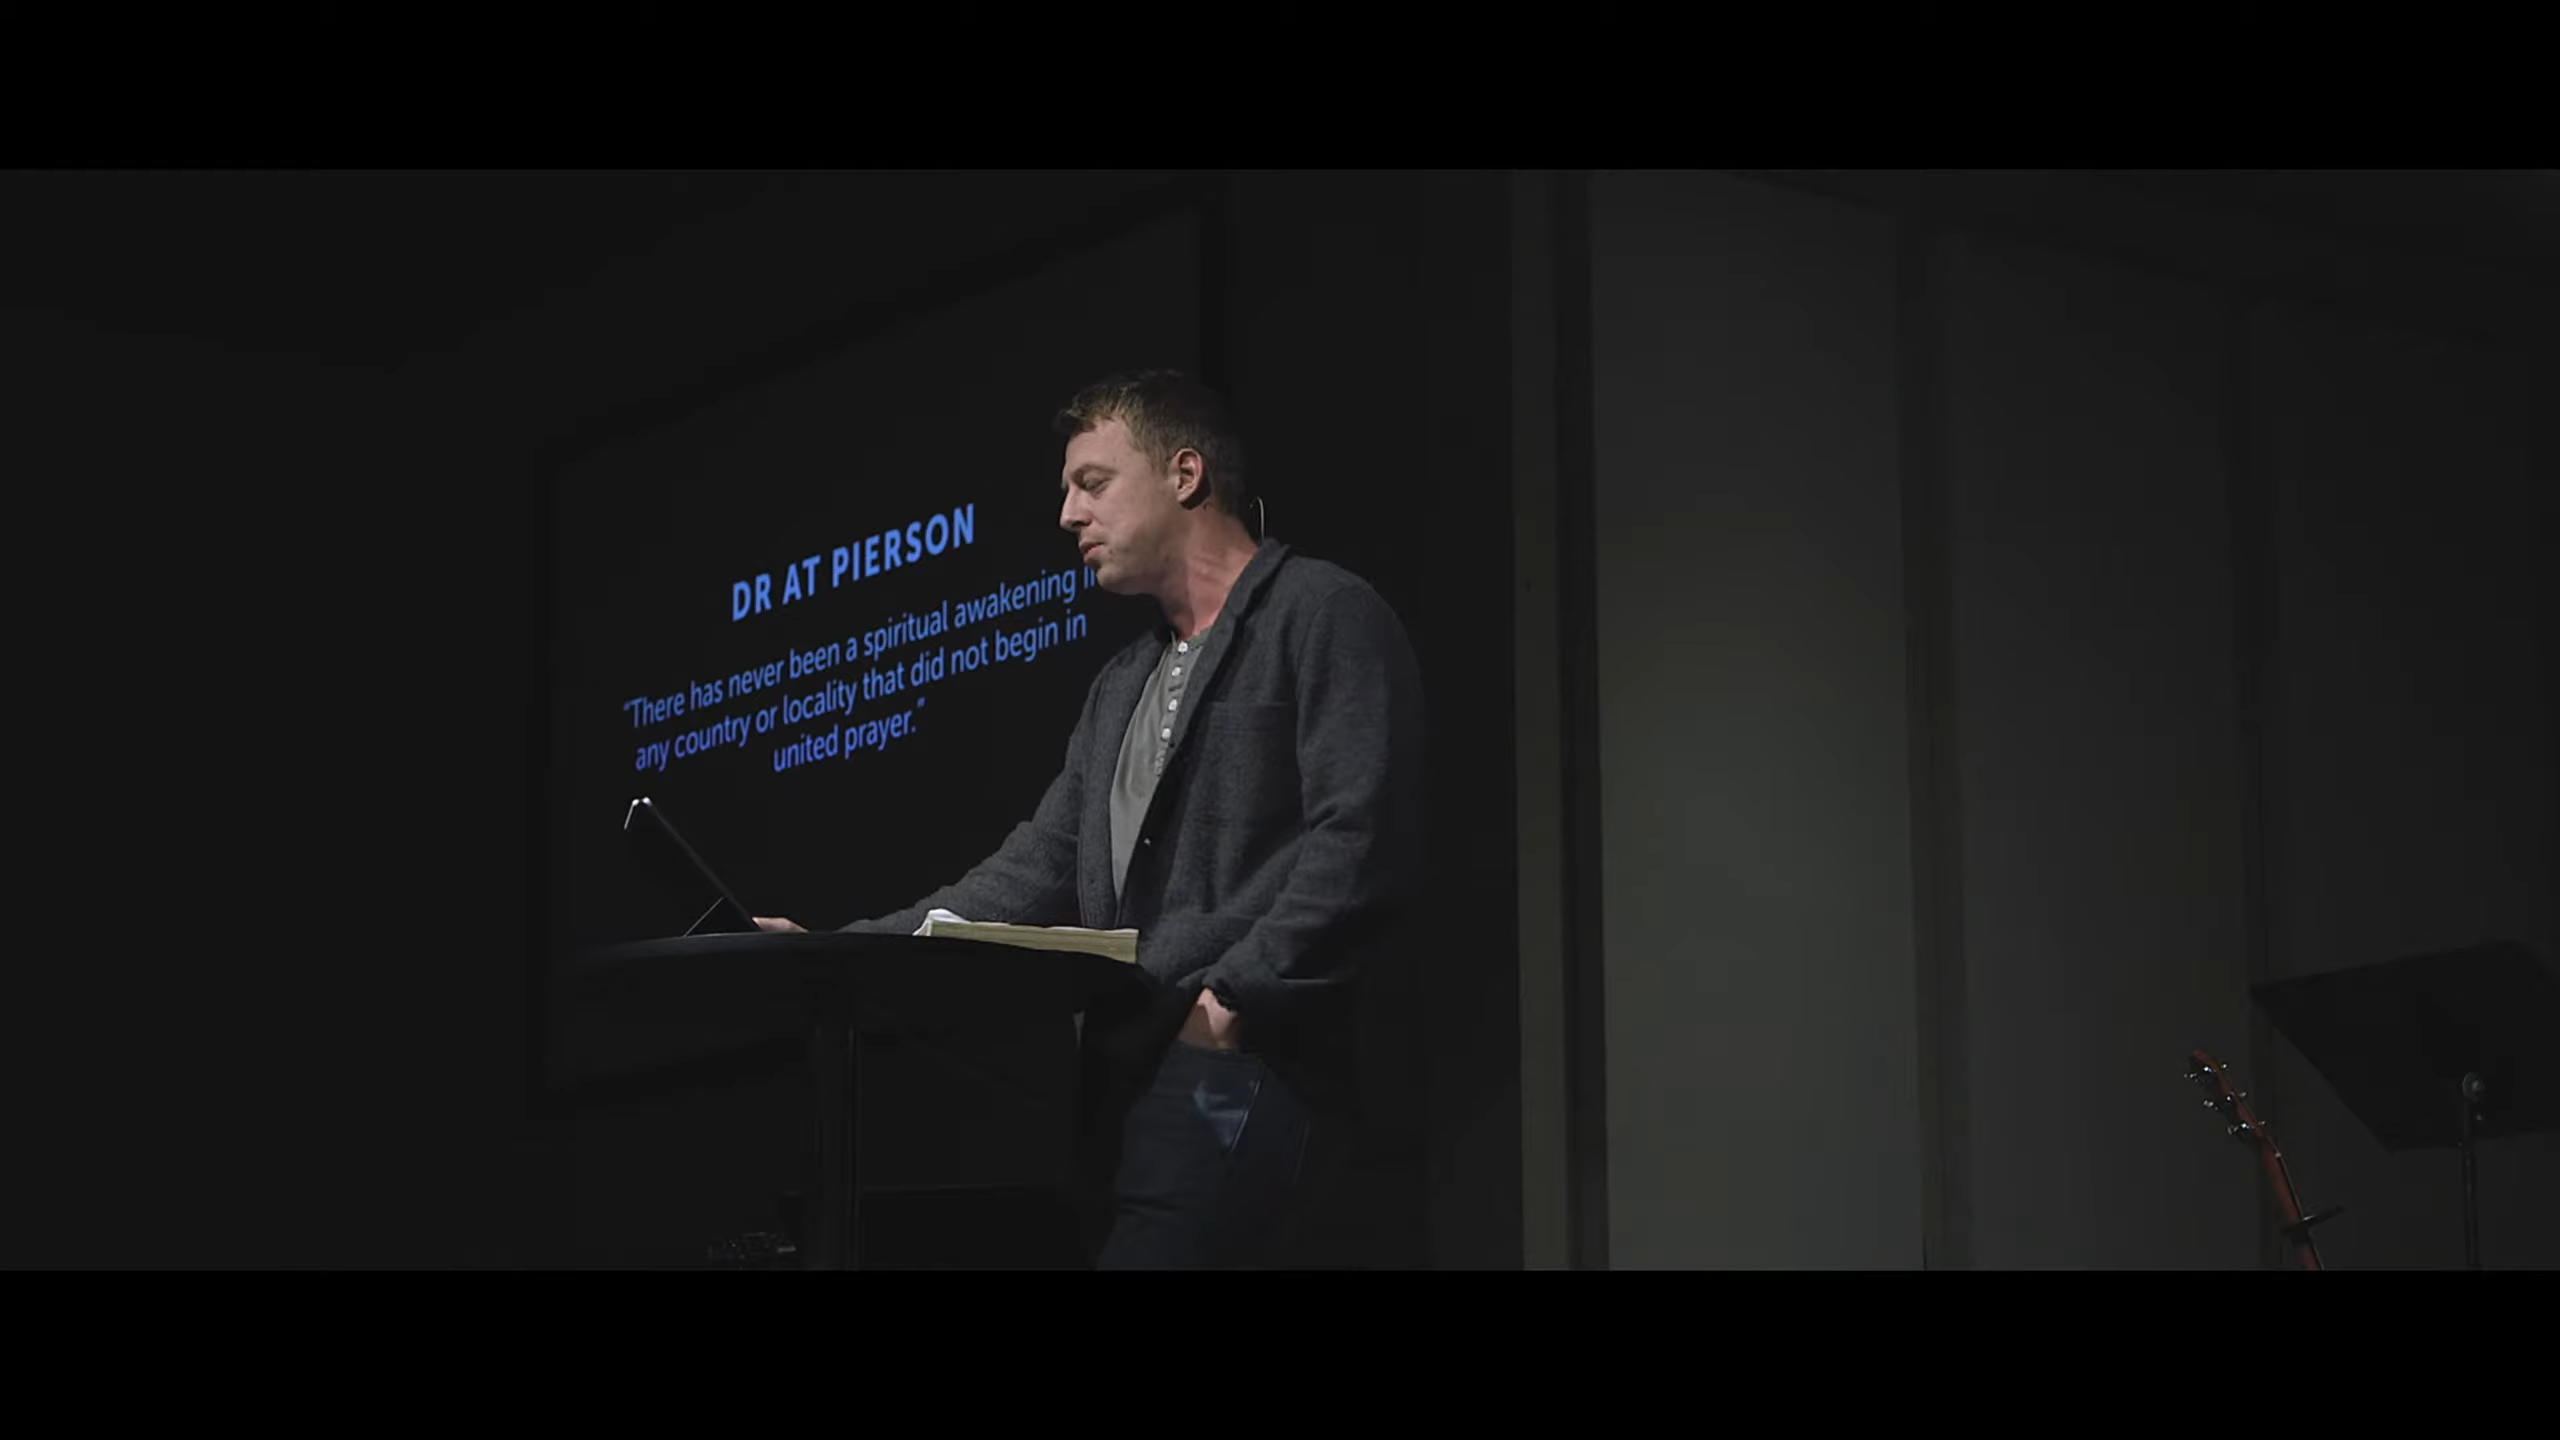 DR AT PIERSON
“There has never been a spiritual awakening
any country or locality that did not begin in
united prayer.”